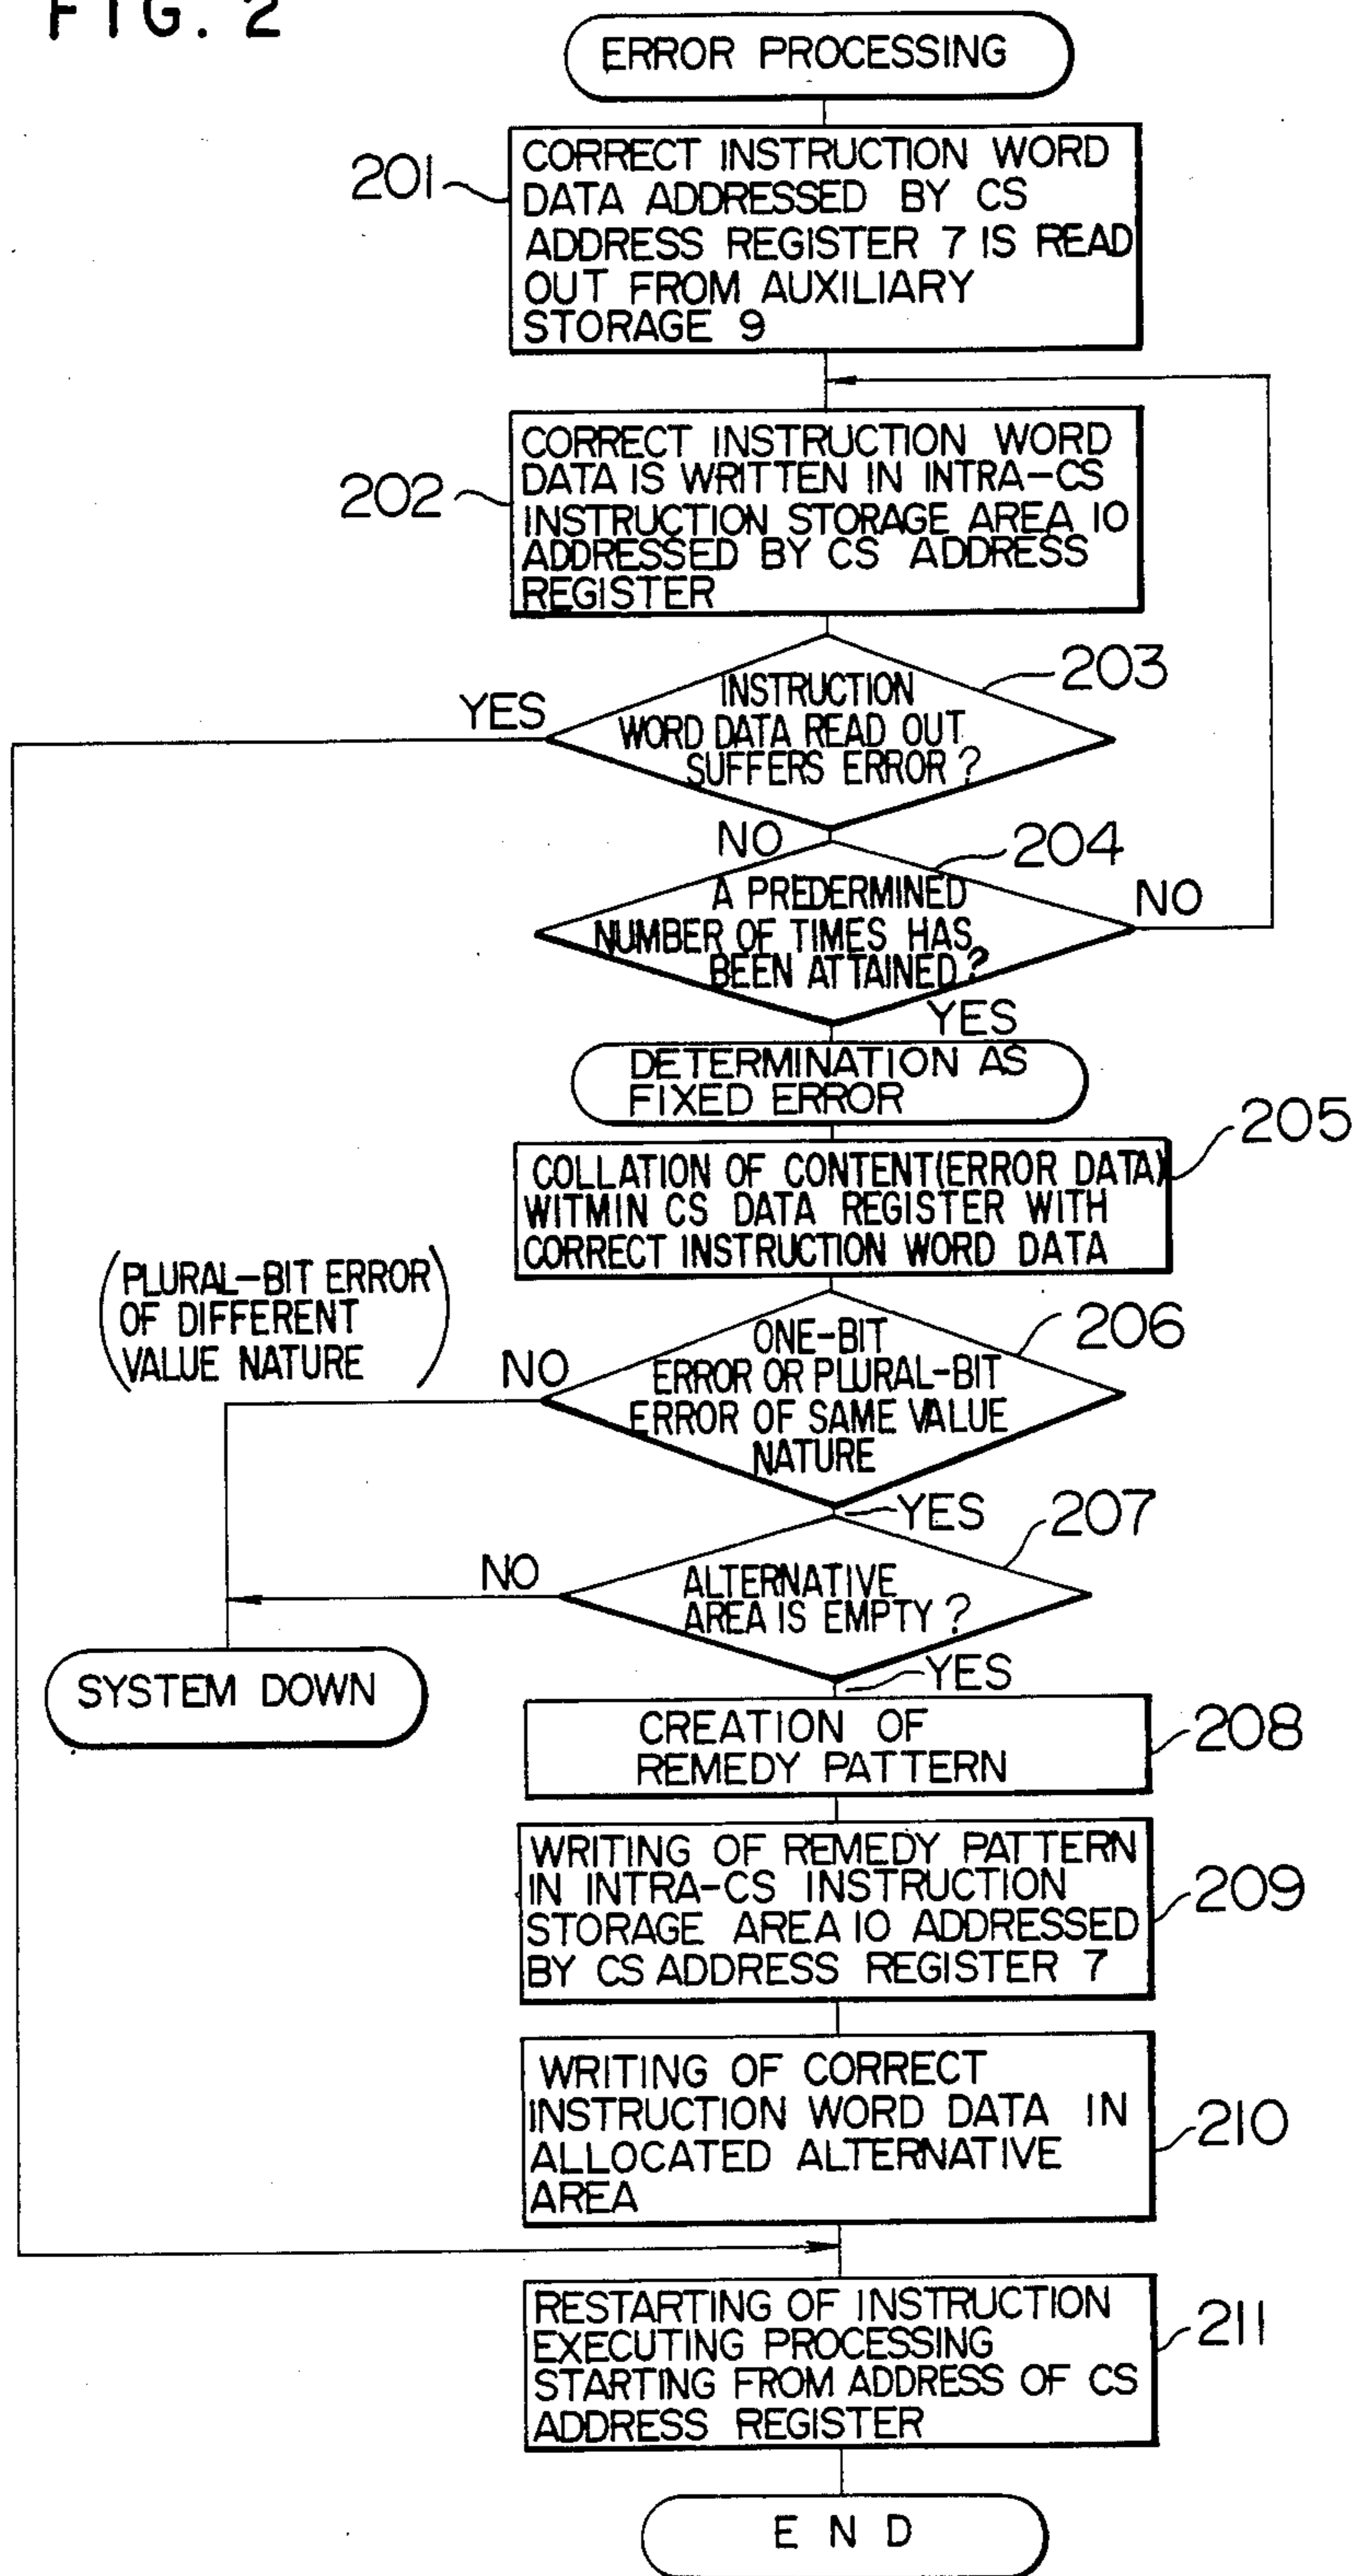 FIG. 2
ERROR PROCESSING
201
CORRECT INSTRUCTION WORD
DATA ADDRESSED BY CS
ADDRESS REGISTER 7 IS READ
OUT FROM AUXILIARY
STORAGE 9
202
CORRECT INSTRUCTION WORD
DATA IS WRITTEN IN INTRA-CS
INSTRUCTION STORAGE AREA 10
ADDRESSED BY CS ADDRESS
REGISTER
203
YES
INSTRUCTION
WORD DATA READ OUT
SUFFERS ERROR?
NO
204
A PREDERMINED
NUMBER OF TIMES HAS
BEEN ATTAINED?
NO
YES
DETERMINATION AS
FIXED ERROR
205
COLLATION OF CONTENT(ERROR DATA)
WITMIN CS DATA REGISTER WITH
CORRECT INSTRUCTION WORD DATA
(PLURAL-BIT ERROR
OF DIFFERENT
VALUE NATURE)
NO
206
ONE-BIT
ERROR OR PLURAL-BIT
ERROR OF SAME VALUE
NATURE
YES
207
NO
ALTERNATIVE
AREA IS EMPTY?
YES
SYSTEM DOWN
CREATION OF
REMEDY PATTERN
208
WRITING OF REMEDY PATTERN
IN INTRA-CS INSTRUCTION
STORAGE AREA 10 ADDRESSED
BY CS ADDRESS REGISTER 7
209
WRITING OF CORRECT
INSTRUCTION WORD DATA IN
ALLOCATED ALTERNATIVE
AREA
210
RESTARTING OF INSTRUCTION
EXECUTING PROCESSING
STARTING FROM ADDRESS OF CS
ADDRESS REGISTER
211
END